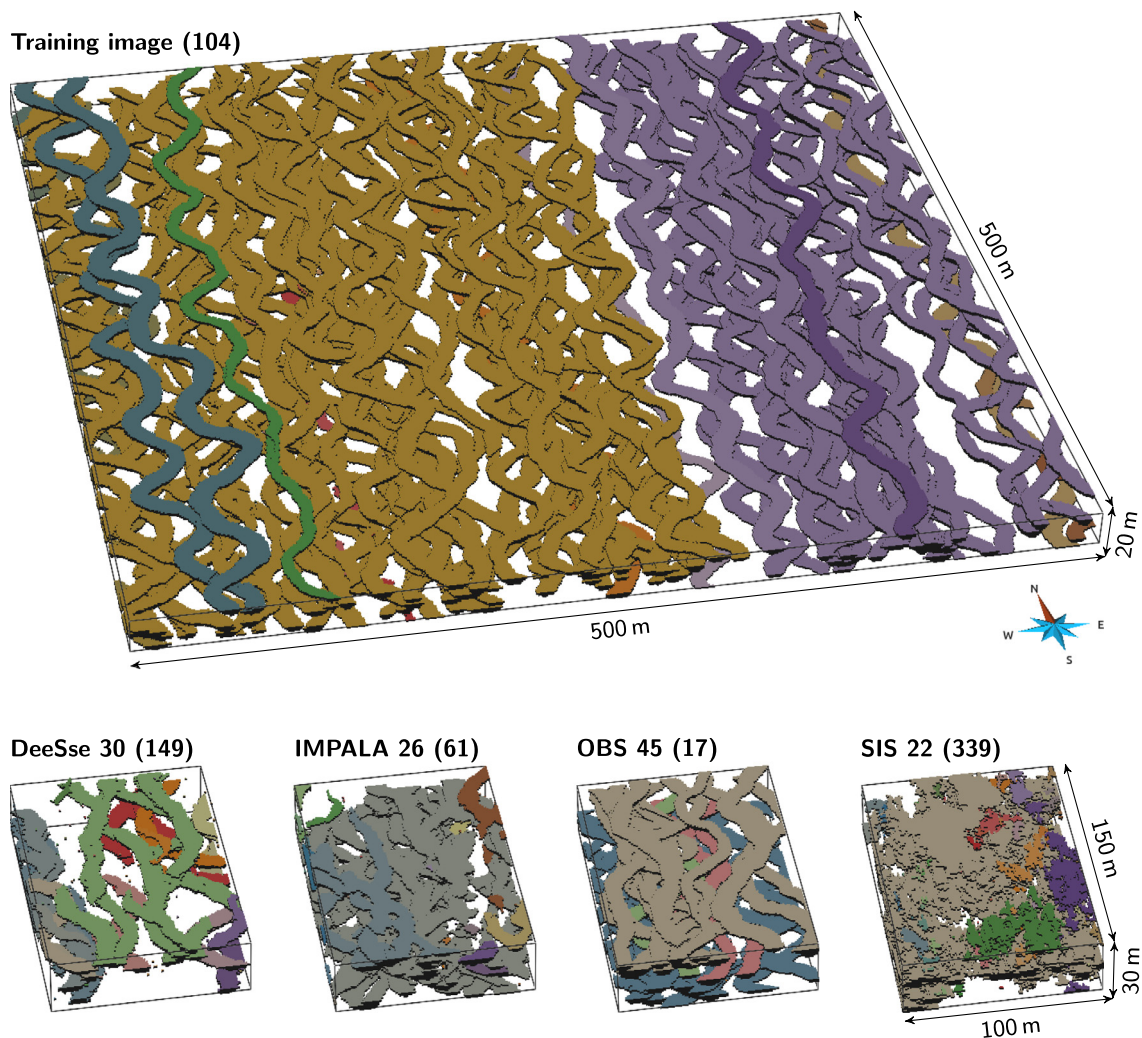 Training image (104)
500 m
20 m
500 m
N
W
E
S
DeeSse 30 (149)
IMPALA 26 (61)
OBS 45 (17)
SIS 22 (339)
150 m
30 m
100 m